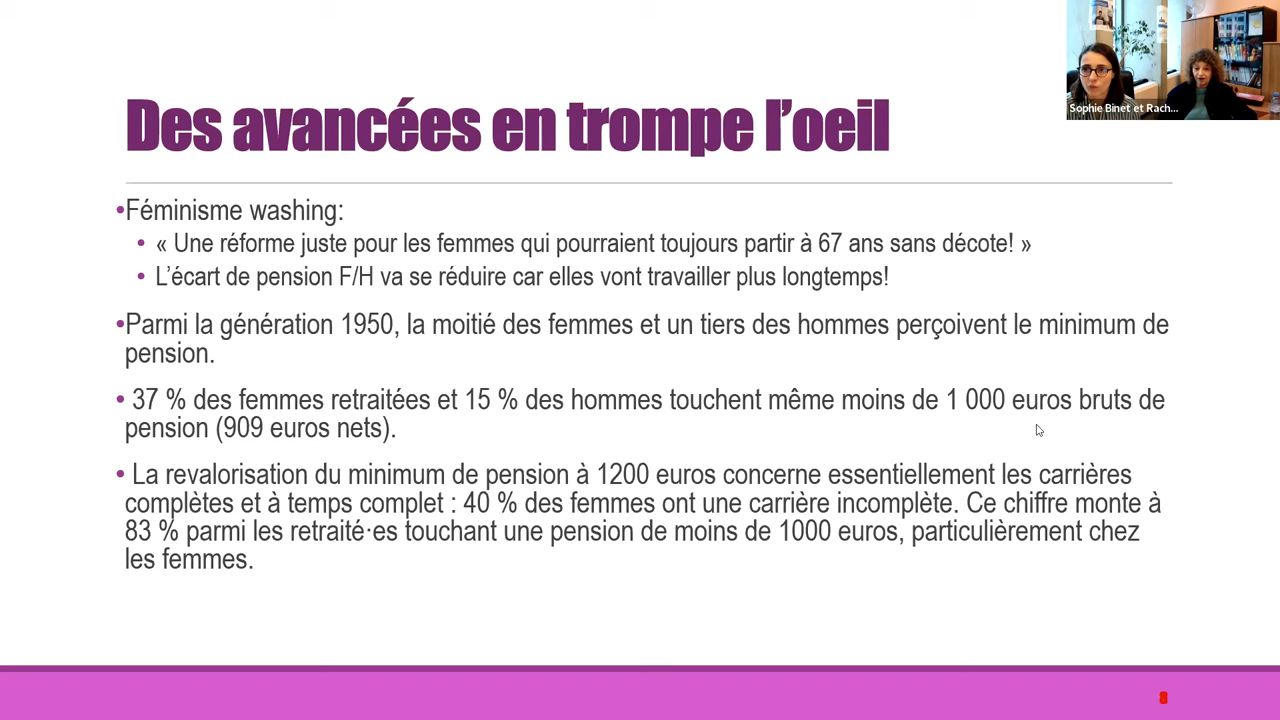 Sophie Binet et Rach...
Des avancées en trompe l’oeil
•Féminisme washing:
• « Une réforme juste pour les femmes qui pourraient toujours partir à 67 ans sans décote! »
• L’écart de pension F/H va se réduire car elles vont travailler plus longtemps!
•Parmi la génération 1950, la moitié des femmes et un tiers des hommes perçoivent le minimum de
pension.
• 37 % des femmes retraitées et 15 % des hommes touchent même moins de 1 000 euros bruts de
pension (909 euros nets).
• La revalorisation du minimum de pension à 1200 euros concerne essentiellement les carrières
complètes et à temps complet : 40 % des femmes ont une carrière incomplète. Ce chiffre monte à
83 % parmi les retraité·es touchant une pension de moins de 1000 euros, particulièrement chez
les femmes.
8